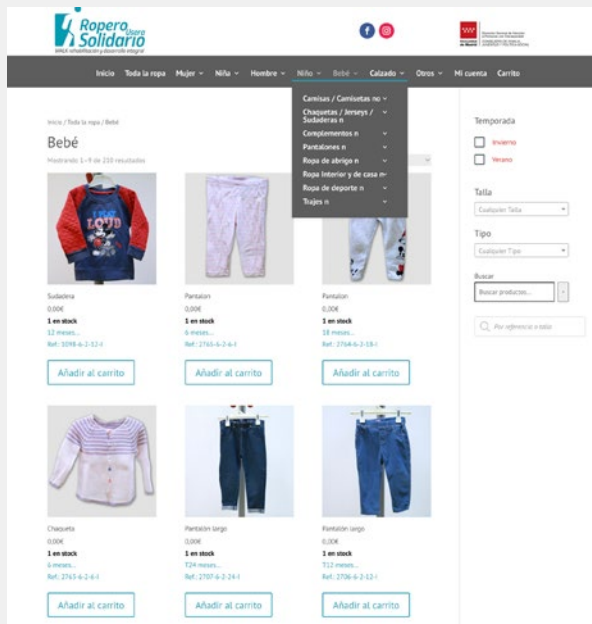 Ropero
Usera
Solidario
Inicio Toda la ropa Mujer Niña Hombre Niño Bebé Calzado Otros Mi cuenta Carrito
Camisas / Camisetas no
Chaquetas / Jerseys /
Sudaderas n
Complementos n
Pantalones n
Ropa de abrigo n
Ropa Interior y de casa n
Ropa de deporte n
Trajes n
Inicio / Toda la ropa / Bebé
Bebé
Mostrando 1–9 de 210 resultados
Sudadera
0,00€
1 en stock
12 meses...
Ref.: 1098-6-2-12-I
Añadir al carrito
Pantalon
0,00€
1 en stock
6 meses...
Ref.: 2765-6-2-6-I
Añadir al carrito
Pantalon
0,00€
1 en stock
18 meses...
Ref.: 2764-6-2-18-I
Añadir al carrito
Chaqueta
0,00€
1 en stock
6 meses...
Ref.: 2763-6-2-6-I
Añadir al carrito
Pantalón largo
0,00€
1 en stock
T24 meses...
Ref.: 2707-6-2-24-I
Añadir al carrito
Pantalón largo
0,00€
1 en stock
T12 meses...
Ref.: 2706-6-2-12-I
Añadir al carrito
Temporada
Invierno
Verano
Talla
Cualquier Talla
Tipo
Cualquier Tipo
Buscar
Buscar productos...
Por referencia o talla